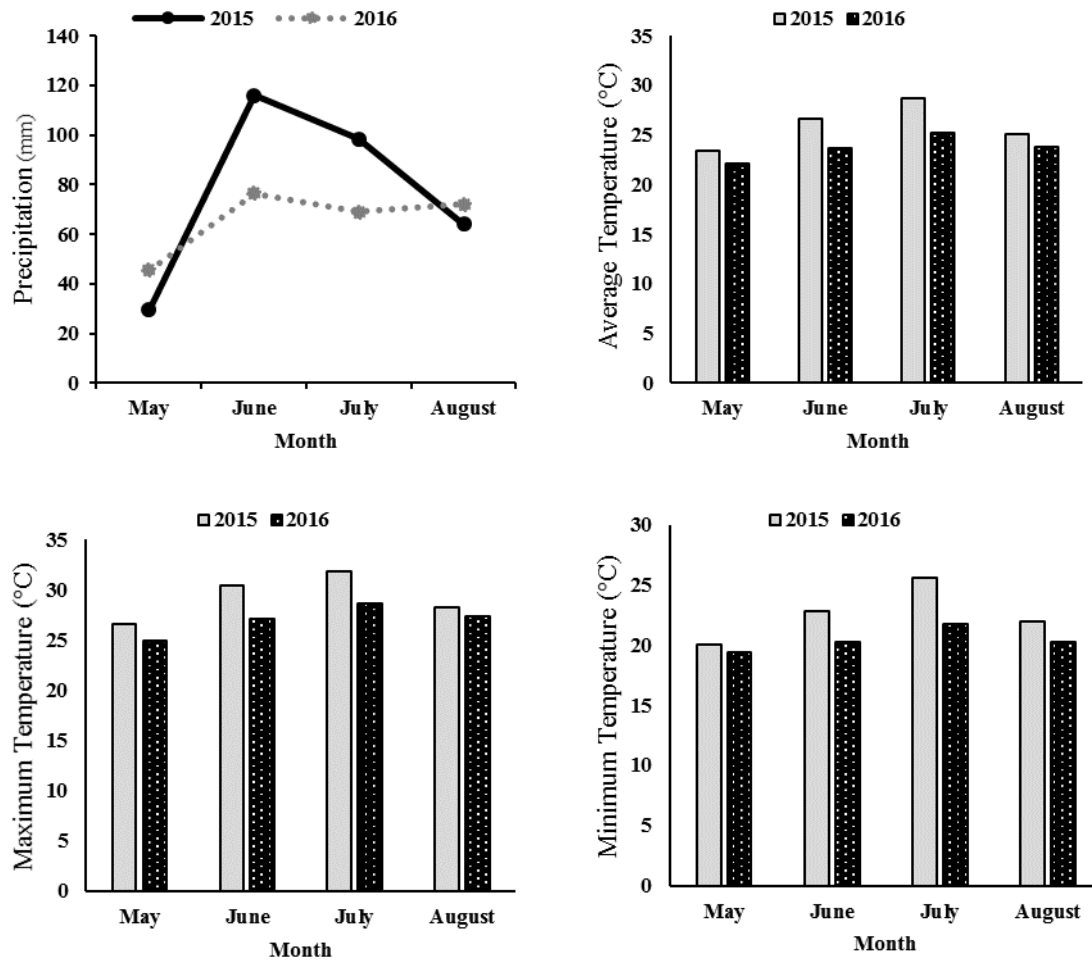 2015 2016
Precipitation (mm)
140
120
100
80
60
40
20
0
May June July August
Month
2015 2016
Average Temperature (°C)
35
30
25
20
15
10
5
0
May June July August
Month
2015 2016
Maximum Temperature (°C)
35
30
25
20
15
10
5
0
May June July August
Month
2015 2016
Minimum Temperature (°C)
30
25
20
15
10
5
0
May June July August
Month